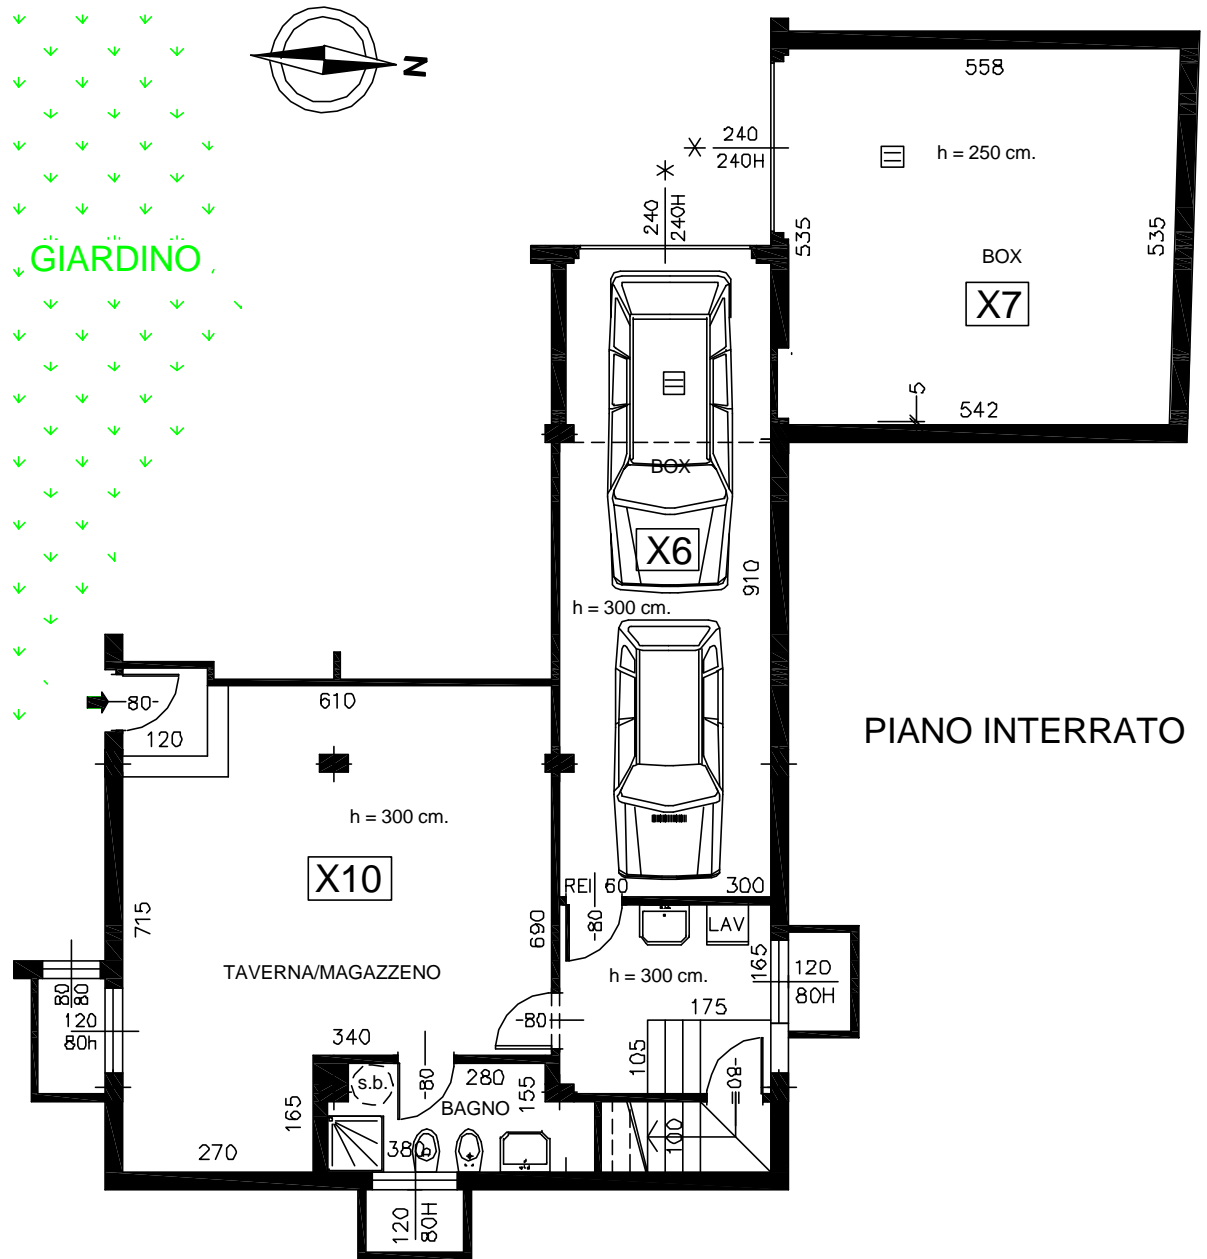 N
558
240
240H
h = 250 cm.
240
240H
535
535
GIARDINO
BOX
X7
5
542
BOX
X6
910
h = 300 cm.
80
610
120
PIANO INTERRATO
h = 300 cm.
X10
REI 60
300
715
690
80
LAV
TAVERNA/MAGAZZENO
h = 300 cm.
165
120
80H
80
80
175
120
80h
80
340
105
s.b.
80
280
155
80
BAGNO
165
270
380
100
120
80H